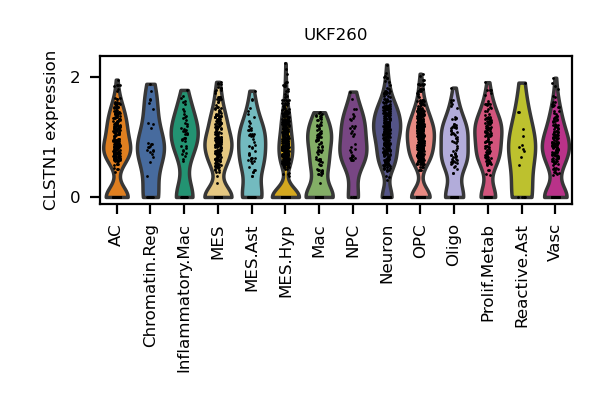 UKF260
CLSTN1 expression
2
0
AC
Chromatin.Reg
Inflammatory.Mac
MES
MES.Ast
MES.Hyp
Mac
NPC
Neuron
OPC
Oligo
Prolif.Metab
Reactive.Ast
Vasc